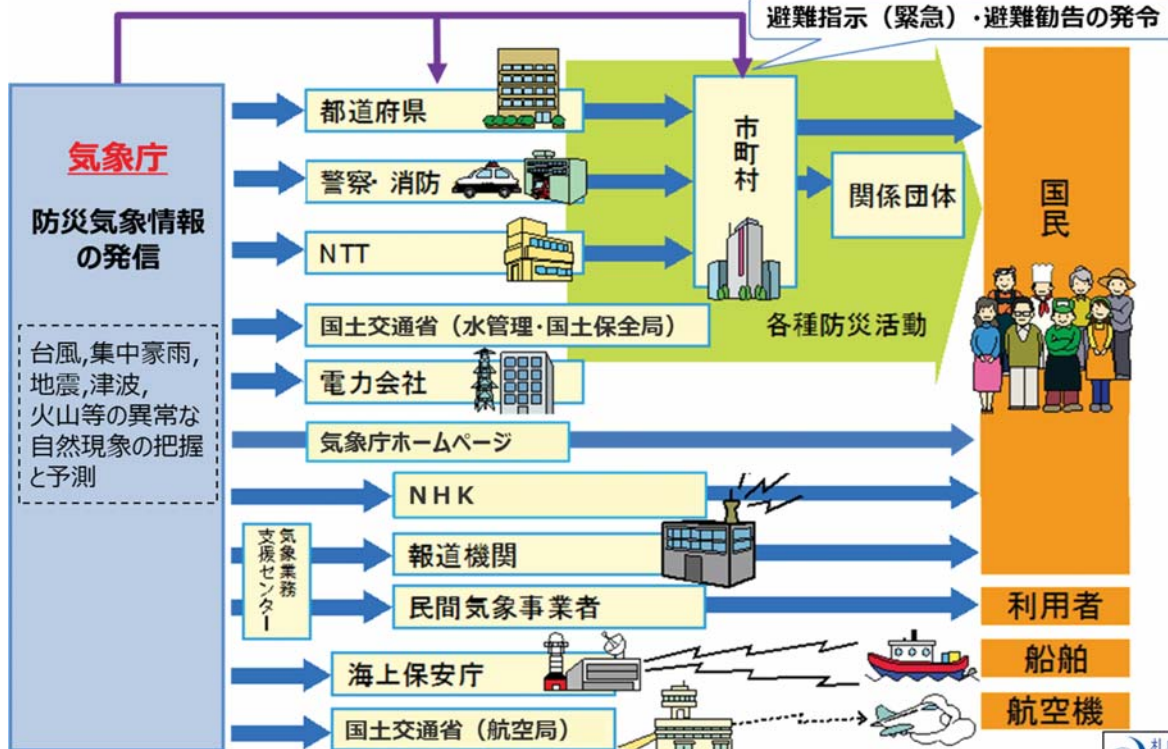 避難指示（緊急）・避難勧告の発令
気象庁
防災気象情報
の発信
台風,集中豪雨,
地震,津波,
火山等の異常な
自然現象の把握
と予測
都道府県
警察・消防
NTT
国土交通省（水管理・国土保全局）
電力会社
気象庁ホームページ
NHK
気象業務
支援センター
報道機関
民間気象事業者
海上保安庁
国土交通省（航空局）
市町村
関係団体
各種防災活動
国民
利用者
船舶
航空機